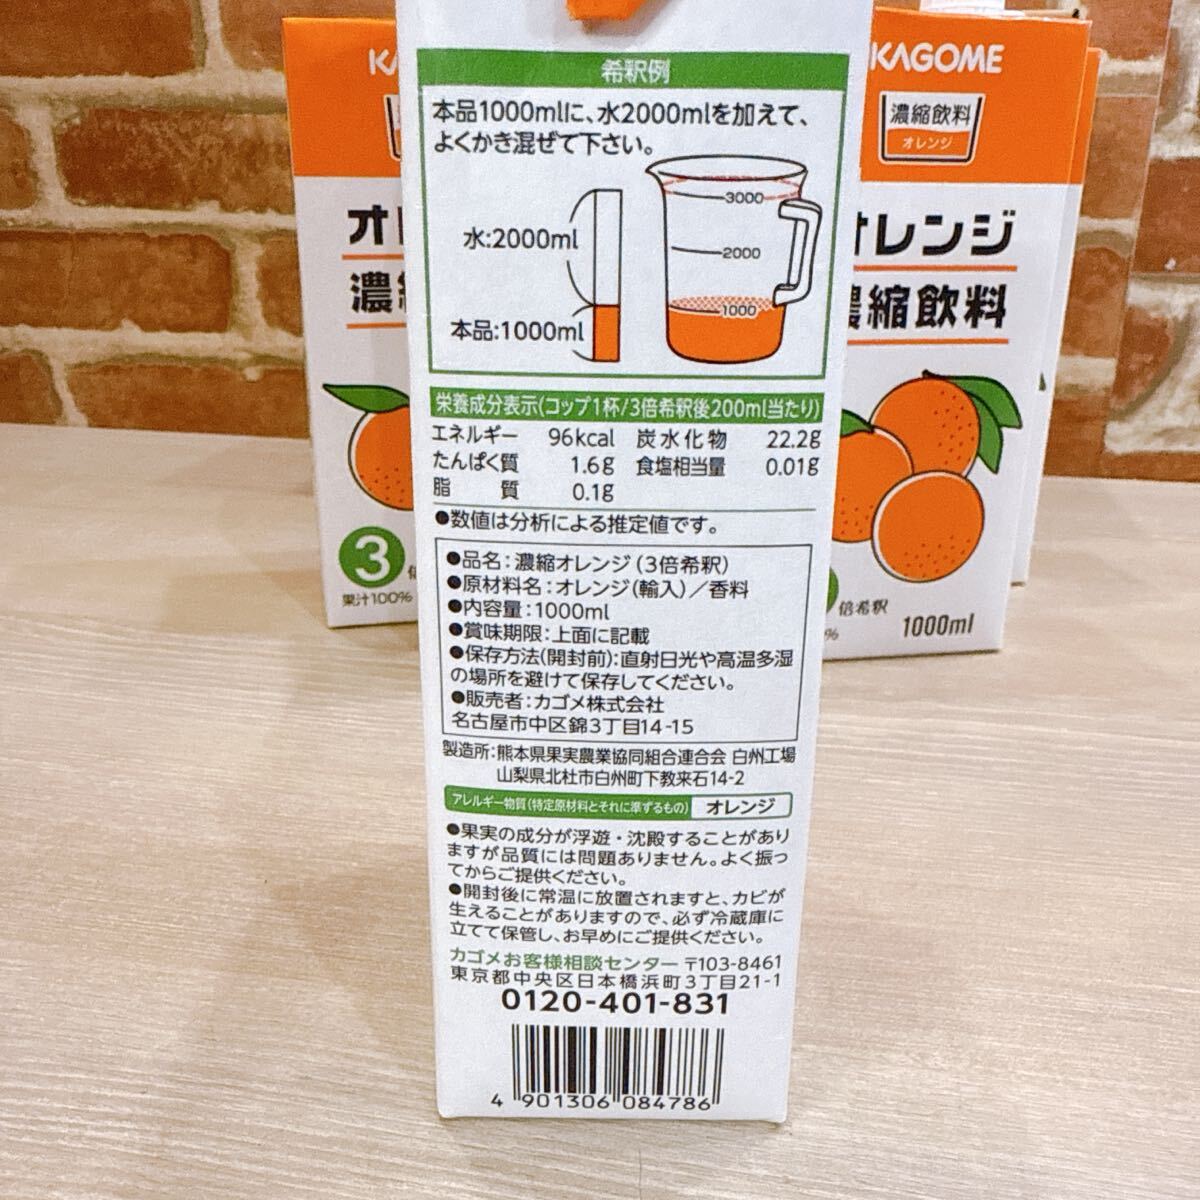 希釈例
本品1000mlに、水2000mlを加えて、
よくかき混ぜて下さい。
水:2000ml
本品:1000ml
3000
2000
1000
栄養成分表示(コップ1杯/3倍希釈後200ml当たり)
エネルギー 96kcal 炭水化物 22.2g
たんぱく質 1.6g 食塩相当量 0.01g
脂質 0.1g
●数値は分析による推定値です。
●品名:濃縮オレンジ(3倍希釈)
●原材料名:オレンジ(輸入)/香料
●内容量:1000ml
●賞味期限:上面に記載
●保存方法(開封前):直射日光や高温多湿
の場所を避けて保存してください。
●販売者:カゴメ株式会社
名古屋市中区錦3丁目14-15
製造所:熊本県果実農業協同組合連合会 白州工場
山梨県北杜市白州町下教来石14-2
アレルギー物質(特定原材料とそれに準ずるもの) オレンジ
●果実の成分が浮遊・沈殿することがあり
ますが品質には問題ありません。よく振っ
てからご提供ください。
●開封後に常温に放置されますと、カビが
生えることがありますので、必ず冷蔵庫に
立てて保管し、お早めにご提供ください。
カゴメお客様相談センター 〒103-8461
東京都中央区日本橋浜町3丁目21-1
0120-401-831
4 901306 084786
KAGOME
濃縮飲料
オレンジ
オレンジ
濃縮飲料
倍希釈
%
1000ml
K
オ
濃
3倍
果汁100%